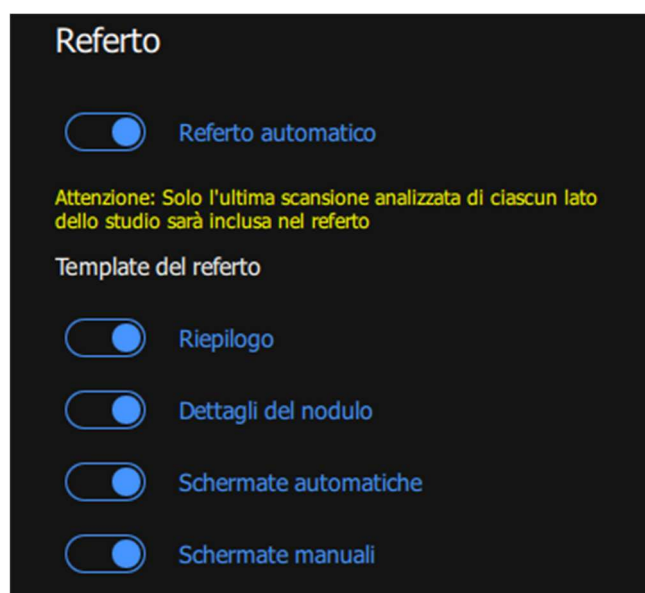 Referto
Referto automatico
Attenzione: Solo l'ultima scansione analizzata di ciascun lato
dello studio sarà inclusa nel referto
Template del referto
Riepilogo
Dettagli del nodulo
Schermate automatiche
Schermate manuali